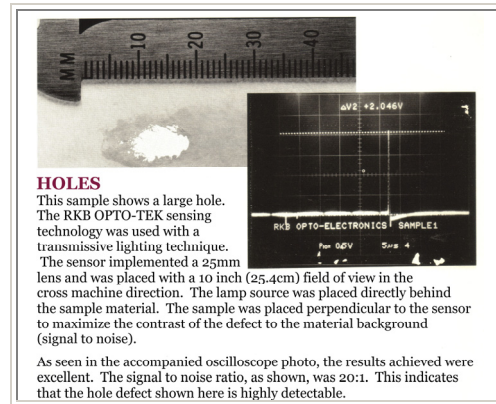 MM
10
20
30
40
ΔV2 +2.046V
RKB OPTO-ELECTRONICS SAMPLE1
5µs
4
HOLES
This sample shows a large hole.
The RKB OPTO-TEK sensing
technology was used with a
transmissive lighting technique.
The sensor implemented a 25mm
lens and was placed with a 10 inch (25.4cm) field of view in the
cross machine direction. The lamp source was placed directly behind
the sample material. The sample was placed perpendicular to the sensor
to maximize the contrast of the defect to the material background
(signal to noise).
As seen in the accompanied oscilloscope photo, the results achieved were
excellent. The signal to noise ratio, as shown, was 20:1. This indicates
that the hole defect shown here is highly detectable.